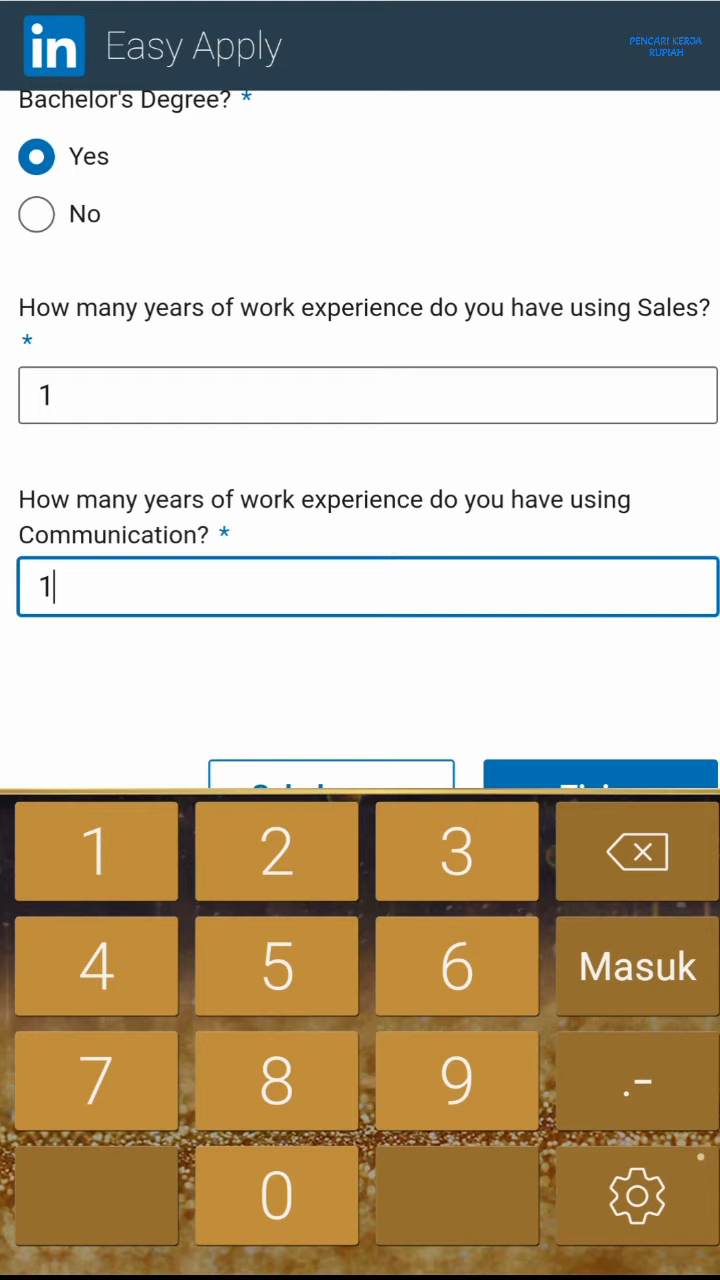 in Easy Apply
PENCARI KERJA
RUPIAH
Bachelor's Degree? *
Yes
No
How many years of work experience do you have using Sales?
*
1
How many years of work experience do you have using
Communication? *
1
1 2 3
4 5 6 Masuk
7 8 9 .-
0